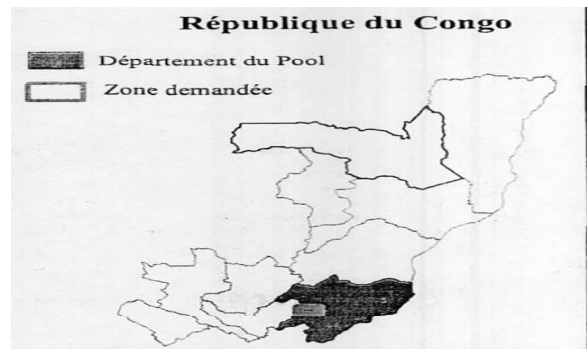 République du Congo
Département du Pool
Zone demandée